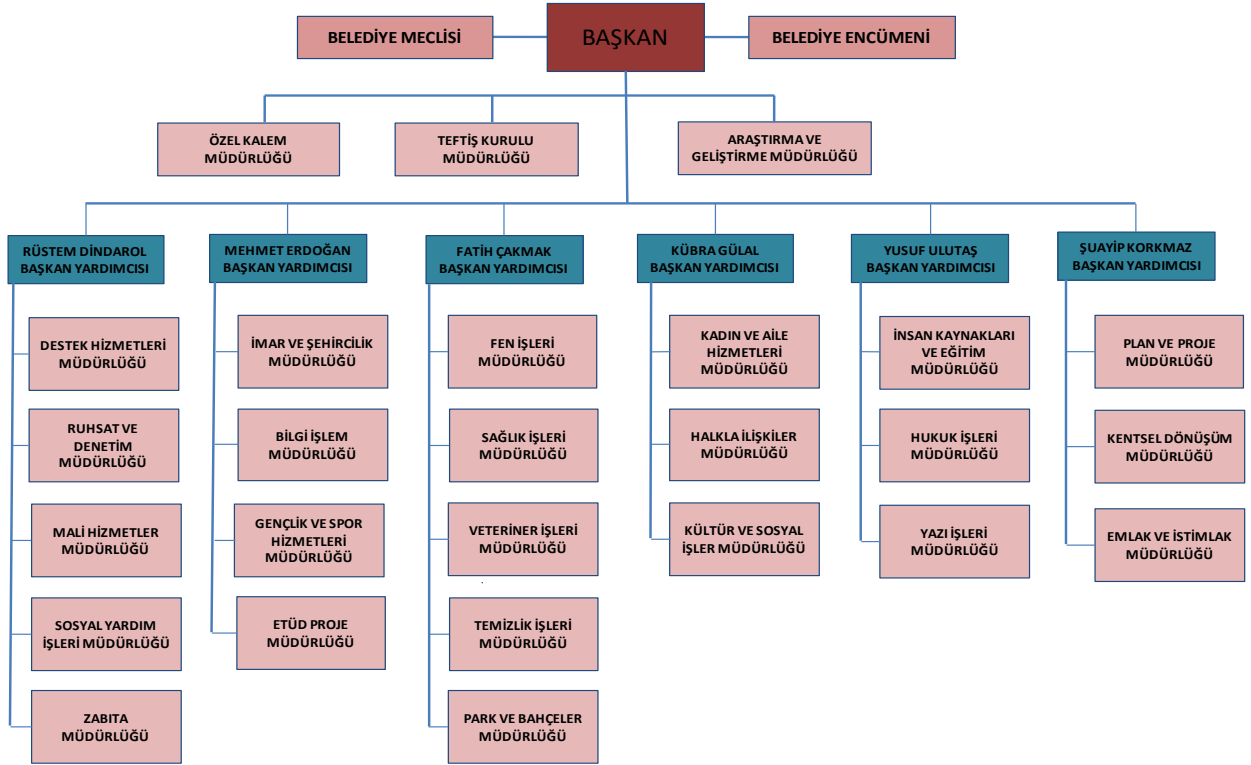 BELEDİYE MECLİSİ
BAŞKAN
BELEDİYE ENCÜMENİ
ÖZEL KALEM
MÜDÜRLÜĞÜ
TEFTİŞ KURULU
MÜDÜRLÜĞÜ
ARAŞTIRMA VE
GELİŞTİRME MÜDÜRLÜĞÜ
RÜSTEM DİNDAROL
BAŞKAN YARDIMCISI
DESTEK HİZMETLERİ
MÜDÜRLÜĞÜ
RUHSAT VE
DENETİM
MÜDÜRLÜĞÜ
MALİ HİZMETLER
MÜDÜRLÜĞÜ
SOSYAL YARDIM
İŞLERİ MÜDÜRLÜĞÜ
ZABITA
MÜDÜRLÜĞÜ
MEHMET ERDOĞAN
BAŞKAN YARDIMCISI
İMAR VE ŞEHİRCİLİK
MÜDÜRLÜĞÜ
BİLGİ İŞLEM
MÜDÜRLÜĞÜ
GENÇLİK VE SPOR
HİZMETLERİ
MÜDÜRLÜĞÜ
ETÜD PROJE
MÜDÜRLÜĞÜ
FATİH ÇAKMAK
BAŞKAN YARDIMCISI
FEN İŞLERİ
MÜDÜRLÜĞÜ
SAĞLIK İŞLERİ
MÜDÜRLÜĞÜ
VETERİNER İŞLERİ
MÜDÜRLÜĞÜ
TEMİZLİK İŞLERİ
MÜDÜRLÜĞÜ
PARK VE BAHÇELER
MÜDÜRLÜĞÜ
KÜBRA GÜLAL
BAŞKAN YARDIMCISI
KADIN VE AİLE
HİZMETLERİ
MÜDÜRLÜĞÜ
HALKLA İLİŞKİLER
MÜDÜRLÜĞÜ
KÜLTÜR VE SOSYAL
İŞLER MÜDÜRLÜĞÜ
YUSUF ULUTAŞ
BAŞKAN YARDIMCISI
İNSAN KAYNAKLARI
VE EĞİTİM
MÜDÜRLÜĞÜ
HUKUK İŞLERİ
MÜDÜRLÜĞÜ
YAZI İŞLERİ
MÜDÜRLÜĞÜ
ŞUAYİP KORKMAZ
BAŞKAN YARDIMCISI
PLAN VE PROJE
MÜDÜRLÜĞÜ
KENTSEL DÖNÜŞÜM
MÜDÜRLÜĞÜ
EMLAK VE İSTİMLAK
MÜDÜRLÜĞÜ